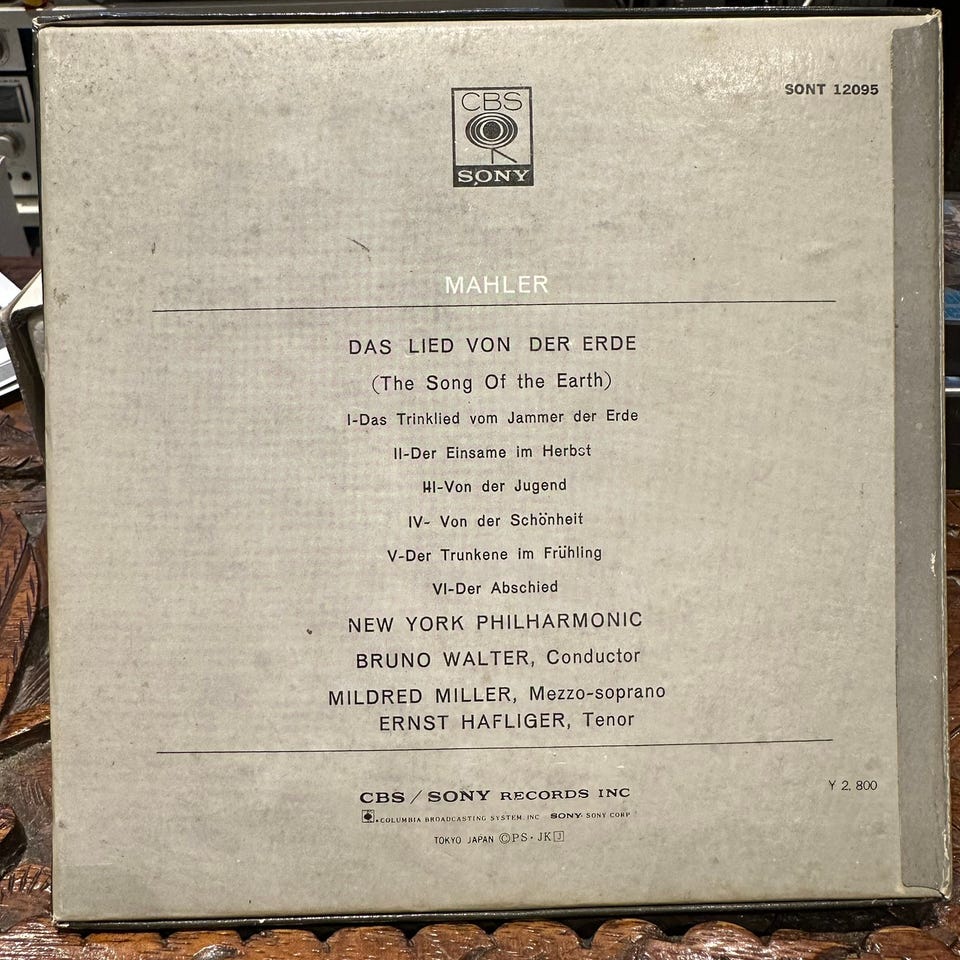 SONT 12095
CBS
SONY
MAHLER
DAS LIED VON DER ERDE
(The Song Of the Earth)
I-Das Trinklied vom Jammer der Erde
II-Der Einsame im Herbst
III-Von der Jugend
IV- Von der Schönheit
V-Der Trunkene im Frühling
VI-Der Abschied
NEW YORK PHILHARMONIC
BRUNO WALTER, Conductor
MILDRED MILLER, Mezzo-soprano
ERNST HAFLIGER, Tenor
¥ 2,800
CBS / SONY RECORDS INC
COLUMBIA BROADCASTING SYSTEM. INC SONY· SONY CORP
TOKYO JAPAN ⒸPS·JK J